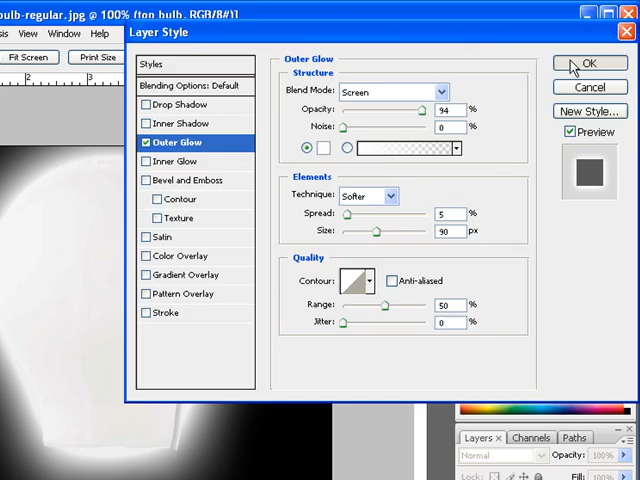 bulb-regular.jpg @ 100% (top bulb, RGB/8#)]
Window Help
Fit Screen Print Size
2 3
Layer Style
Styles
Blending Options: Default
Drop Shadow
Inner Shadow
Outer Glow
Inner Glow
Bevel and Emboss
Contour
Texture
Satin
Color Overlay
Gradient Overlay
Pattern Overlay
Stroke
Outer Glow
Structure
Blend Mode: Screen
Opacity: 94 %
Noise: 0 %
Elements
Technique: Softer
Spread: 5 %
Size: 90 px
Quality
Contour: Anti-aliased
Range: 50 %
Jitter: 0 %
OK
Cancel
New Style...
Preview
Layers × Channels Paths
Normal Opacity: 100%
Lock: Fill: 100%